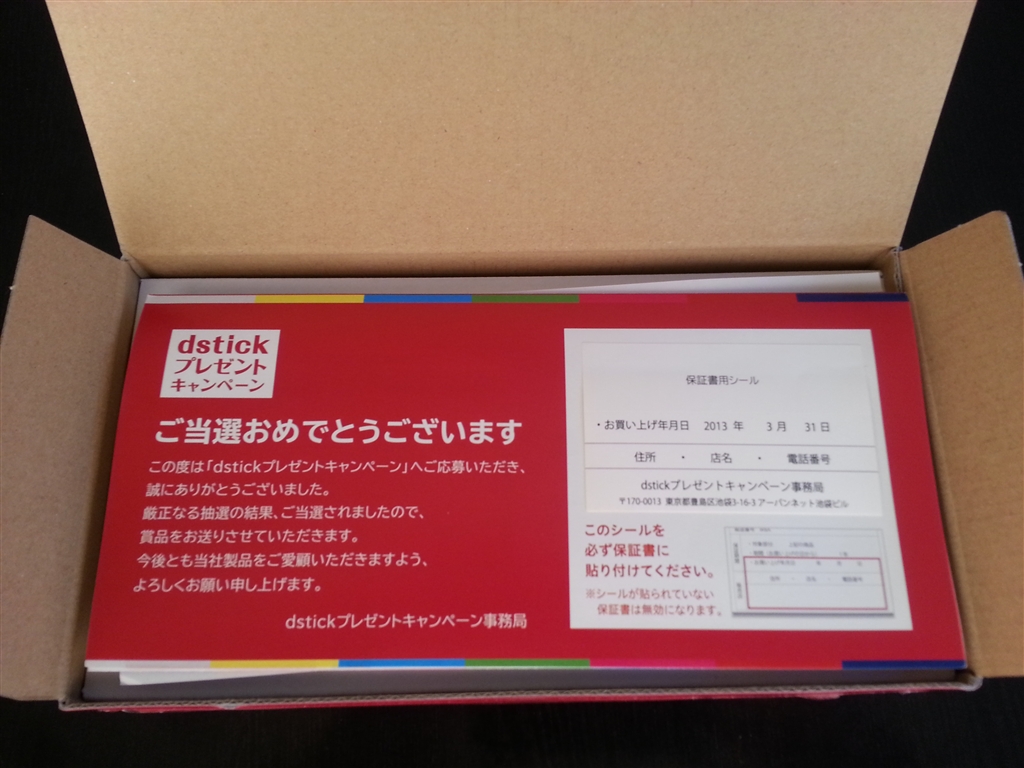 dstick
プレゼント
キャンペーン
ご当選おめでとうございます
この度は「dstickプレゼントキャンペーン」へご応募いただき、
誠にありがとうございました。
厳正なる抽選の結果、ご当選されましたので、
賞品をお送りさせていただきます。
今後とも当社製品をご愛顧いただきますよう、
よろしくお願い申し上げます。
dstickプレゼントキャンペーン事務局
保証書用シール
・お買い上げ年月日 2013 年 3 月 31 日
住所 ・ 店名 ・ 電話番号
dstickプレゼントキャンペーン事務局
〒170-0013 東京都豊島区池袋3-16-3 アーバンネット池袋ビル
このシールを
必ず保証書に
貼り付けてください。
※シールが貼られていない
保証書は無効になります。
住所 ・ 店名 ・ 電話番号